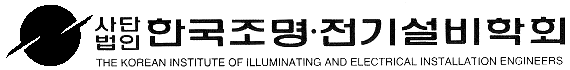 사단법인 한국조명·전기설비학회
THE KOREAN INSTITUTE OF ILLUMINATING AND ELECTRICAL INSTALLATION ENGINEERS